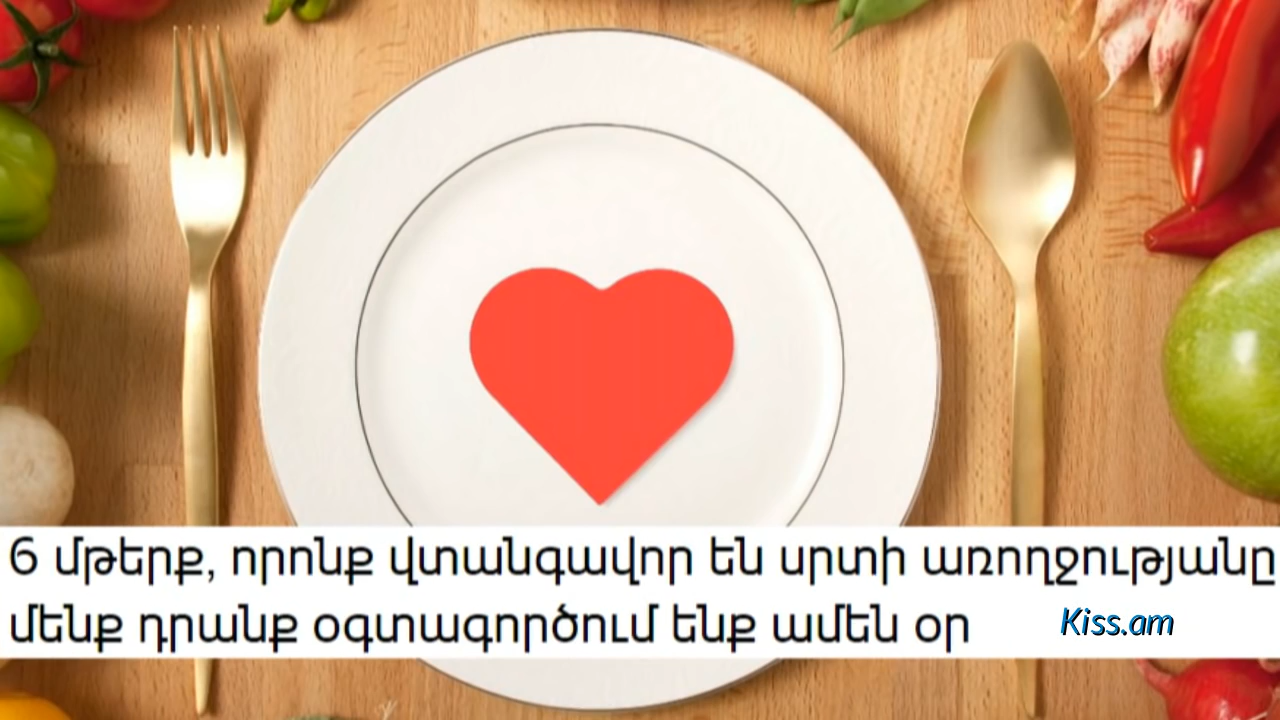 6 մթերք, որոնք վտանգավոր են սրտի առողջությանը
մենք դրանք օգտագործում ենք ամեն օր
Kiss.am